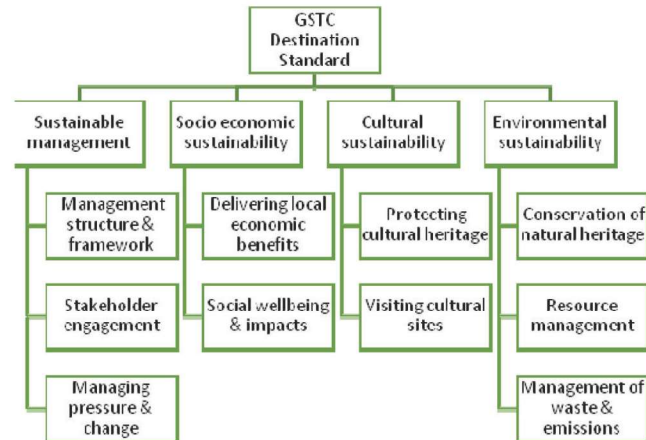 GSTC
Destination
Standard
Sustainable
management
Socio economic
sustainability
Cultural
sustainability
Environmental
sustainability
Management
structure &
framework
Delivering local
economic
benefits
Protecting
cultural heritage
Conservation of
natural heritage
Stakeholder
engagement
Social wellbeing
& impacts
Visiting cultural
sites
Resource
management
Managing
pressure &
change
Management of
waste &
emissions